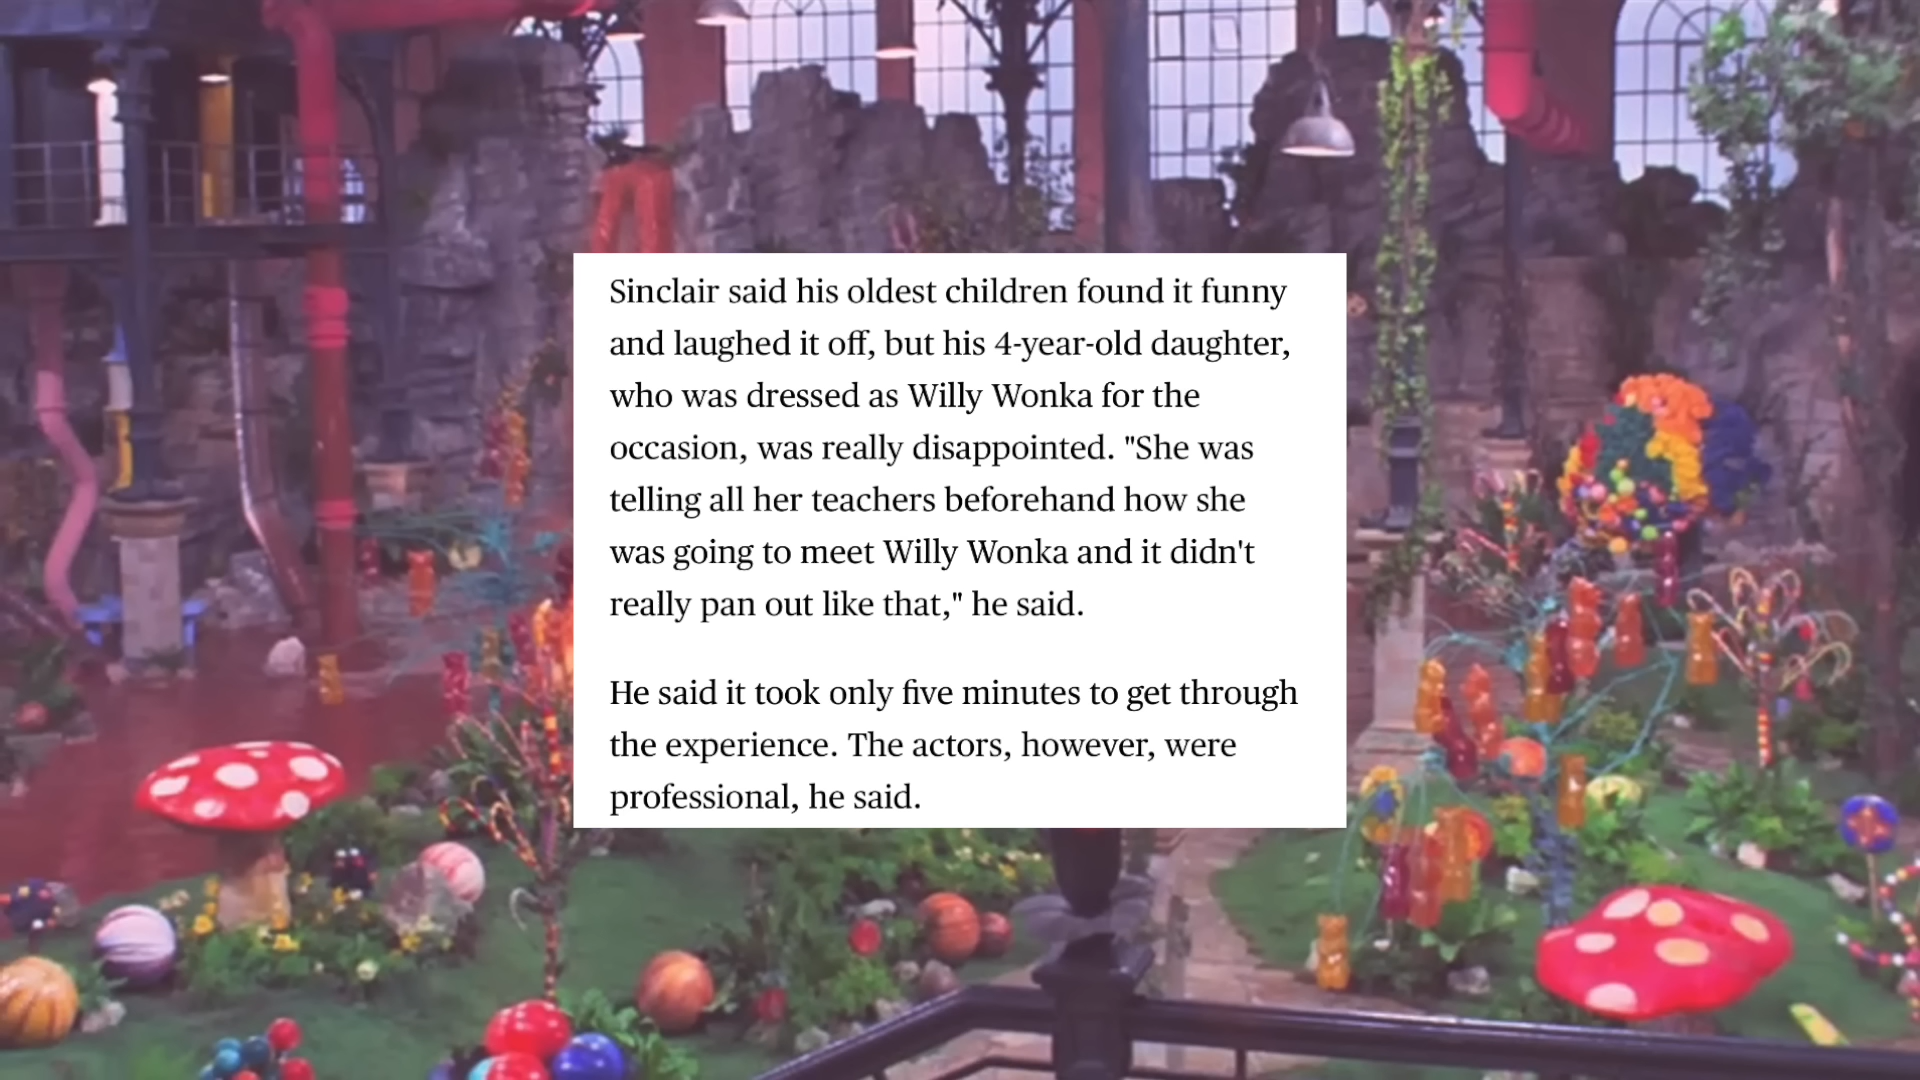 Sinclair said his oldest children found it funny
and laughed it off, but his 4-year-old daughter,
who was dressed as Willy Wonka for the
occasion, was really disappointed. "She was
telling all her teachers beforehand how she
was going to meet Willy Wonka and it didn't
really pan out like that," he said.
He said it took only five minutes to get through
the experience. The actors, however, were
professional, he said.